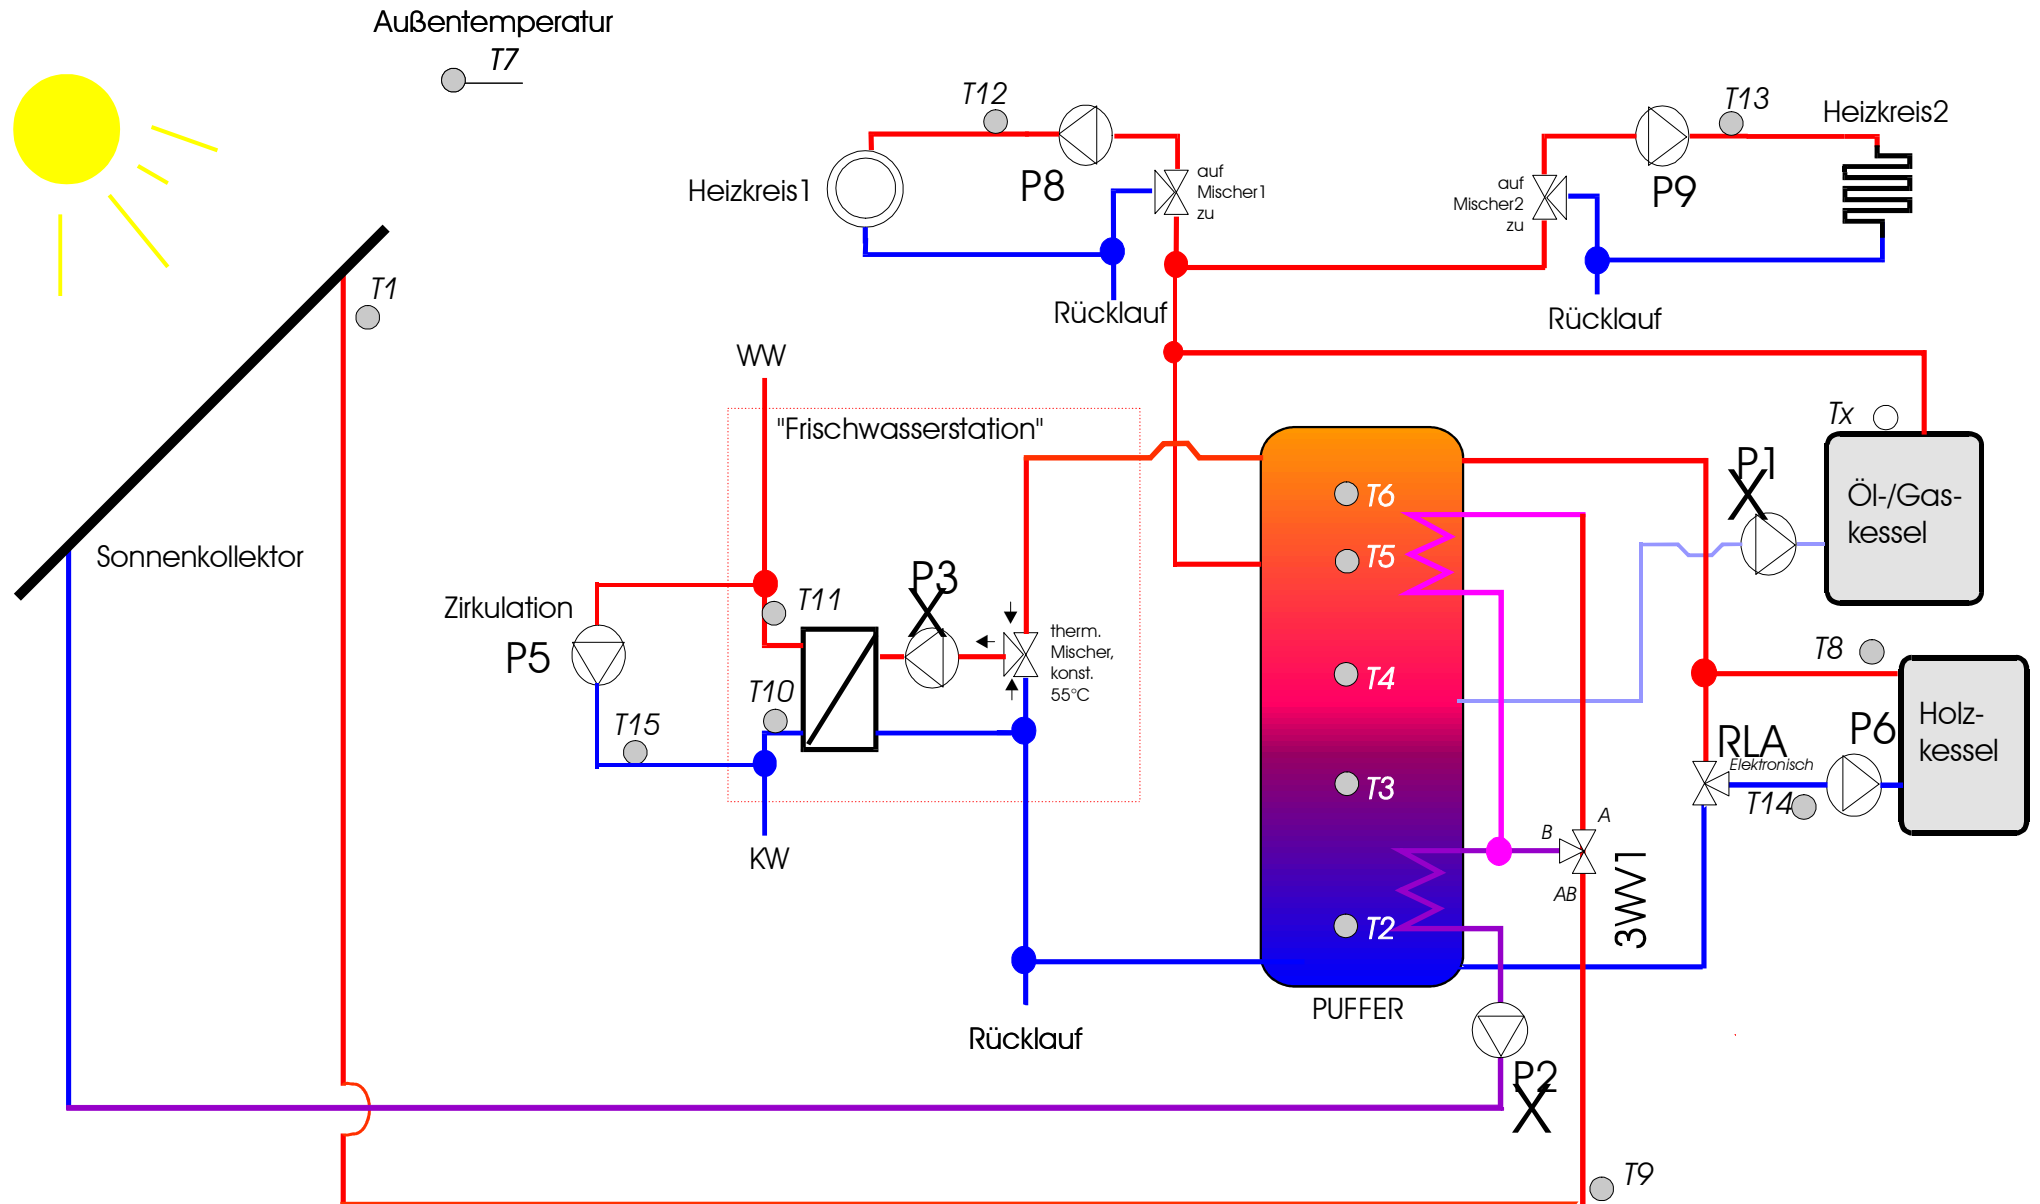 Außentemperatur
T7
T12
T13
Heizkreis2
P8
P9
Heizkreis1
auf
Mischer1
zu
auf
Mischer2
zu
T1
Rücklauf
Rücklauf
WW
"Frischwasserstation"
Tx
P1
X
Öl-/Gas-
kessel
T6
T5
T4
T3
T2
Sonnenkollektor
Zirkulation
P5
T11
P3
X
therm.
Mischer,
konst.
55°C
T10
T15
KW
T8
Holz-
kessel
P6
RLA
Elektronisch
T14
A
B
AB
3WV1
PUFFER
Rücklauf
P2
X
T9